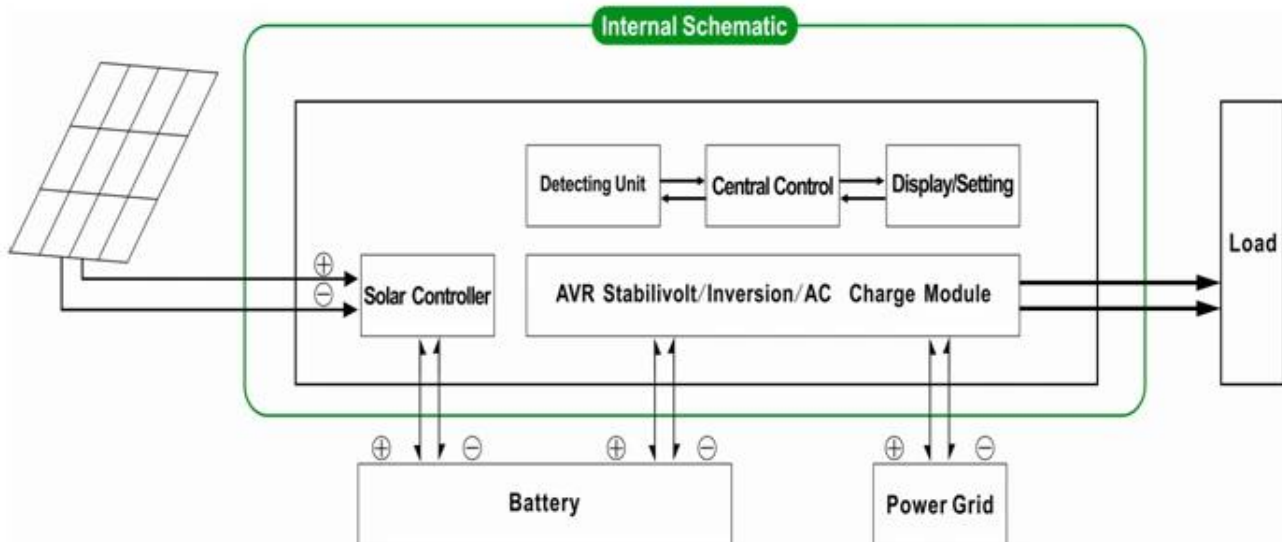 Internal Schematic
Detecting Unit
Central Control
Display/Setting
Load
⊕
⊖
Solar Controller
AVR Stabilivolt/Inversion/AC Charge Module
⊕ ⊖ ⊕ ⊖ ⊕ ⊖
Battery
Power Grid